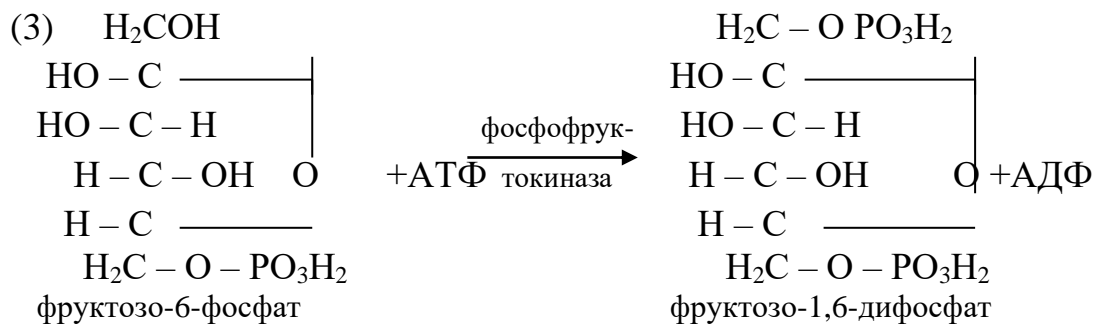 (3) H₂COH H₂C – O PO₃H₂
HO – C HO – C
HO – C – H фосфофрук- HO – C – H
H – C – OH O +АТФ токиназа H – C – OH O +АДФ
H – C H – C
H₂C – O – PO₃H₂ H₂C – O – PO₃H₂
фруктозо-6-фосфат фруктозо-1,6-дифосфат